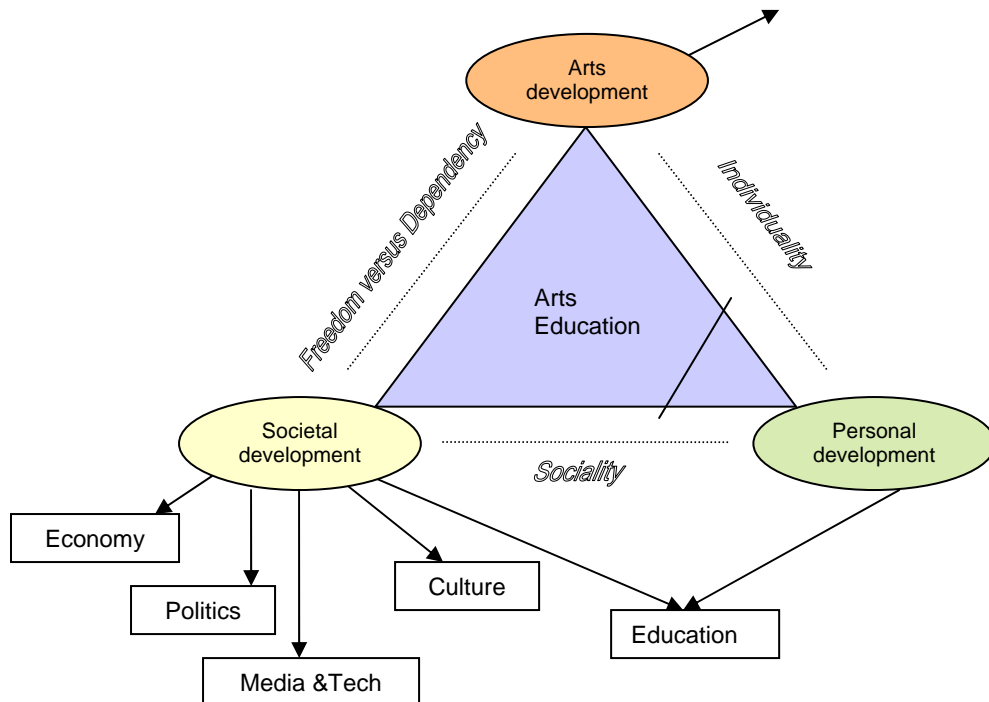 Arts
development
Freedom versus Dependency
Individuality
Arts
Education
Societal
development
Personal
development
Sociality
Economy
Culture
Politics
Education
Media &Tech